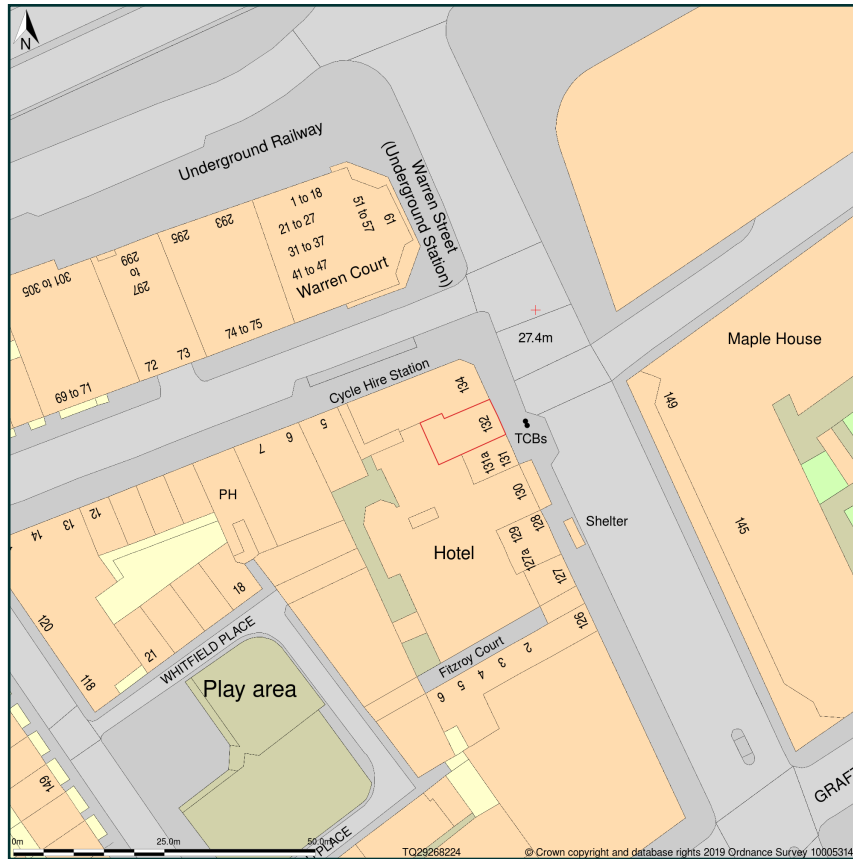 N
Underground Railway
Warren Street
(Underground Station)
1 to 18
21 to 27
31 to 37
41 to 47
Warren Court
51 to 57
61
293
295
299
to
297
301 to 305
74 to 75
73
72
69 to 71
27.4m
Maple House
Cycle Hire Station
134
132
TCBs
149
5
6
7
131
131a
130
PH
12
13
14
128
129
127a
127
Shelter
145
Hotel
18
120
126
Fitzroy Court
2
3
4
5
6
21
WHITFIELD PLACE
118
Play area
149
GRAFT
PLACE
0m
25.0m
50.0m
TQ29268224
© Crown copyright and database rights 2019 Ordnance Survey 10005314